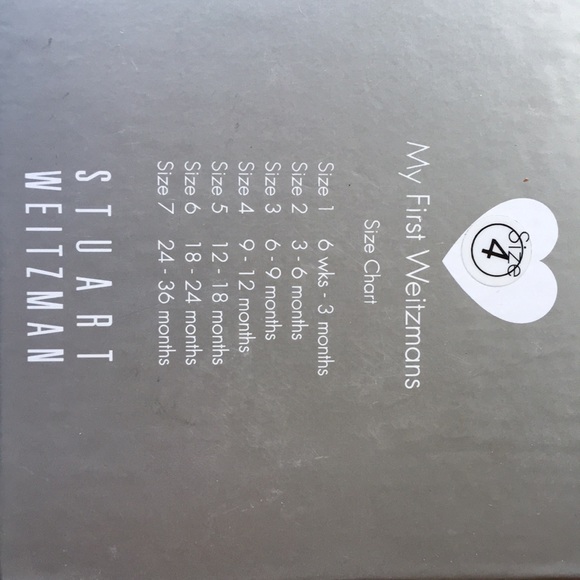 Size
4
My First Weitzmans
Size Chart
Size 1 6 wks - 3 months
Size 2 3 - 6 months
Size 3 6 - 9 months
Size 4 9 - 12 months
Size 5 12 - 18 months
Size 6 18 - 24 months
Size 7 24 - 36 months
STUART
WEITZMAN